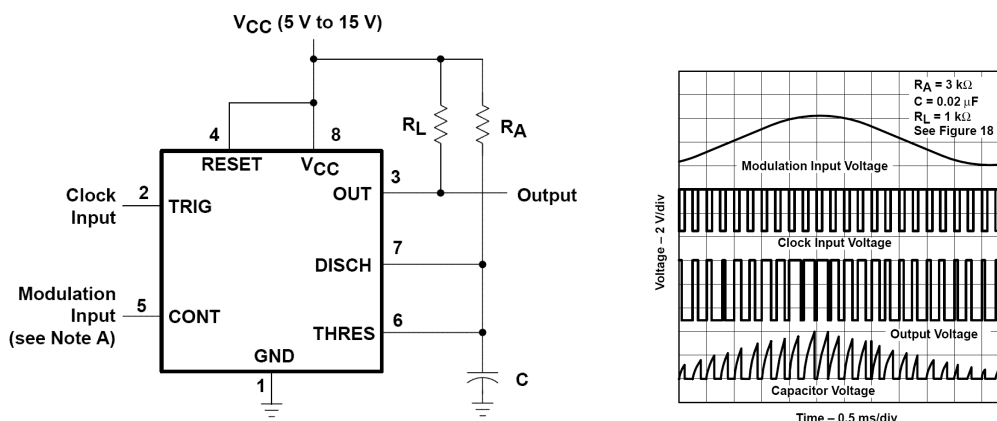 VCC (5 V to 15 V)
4
8
RL
RA
RESET
VCC
3
Clock
Input
2
TRIG
OUT
Output
7
DISCH
Modulation
Input
(see Note A)
5
CONT
6
THRES
GND
1
C
RA = 3 kΩ
C = 0.02 μF
RL = 1 kΩ
See Figure 18
Modulation Input Voltage
Voltage – 2 V/div
Clock Input Voltage
Output Voltage
Capacitor Voltage
Time – 0.5 ms/div